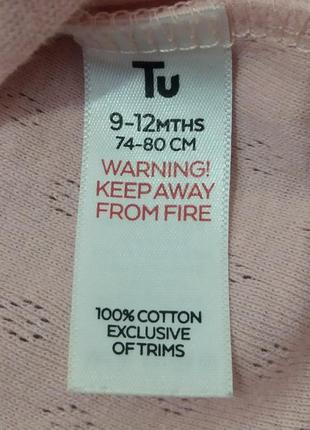 Tu
9-12MTHS
74-80 CM
WARNING!
KEEP AWAY
FROM FIRE
100% COTTON
EXCLUSIVE
OF TRIMS